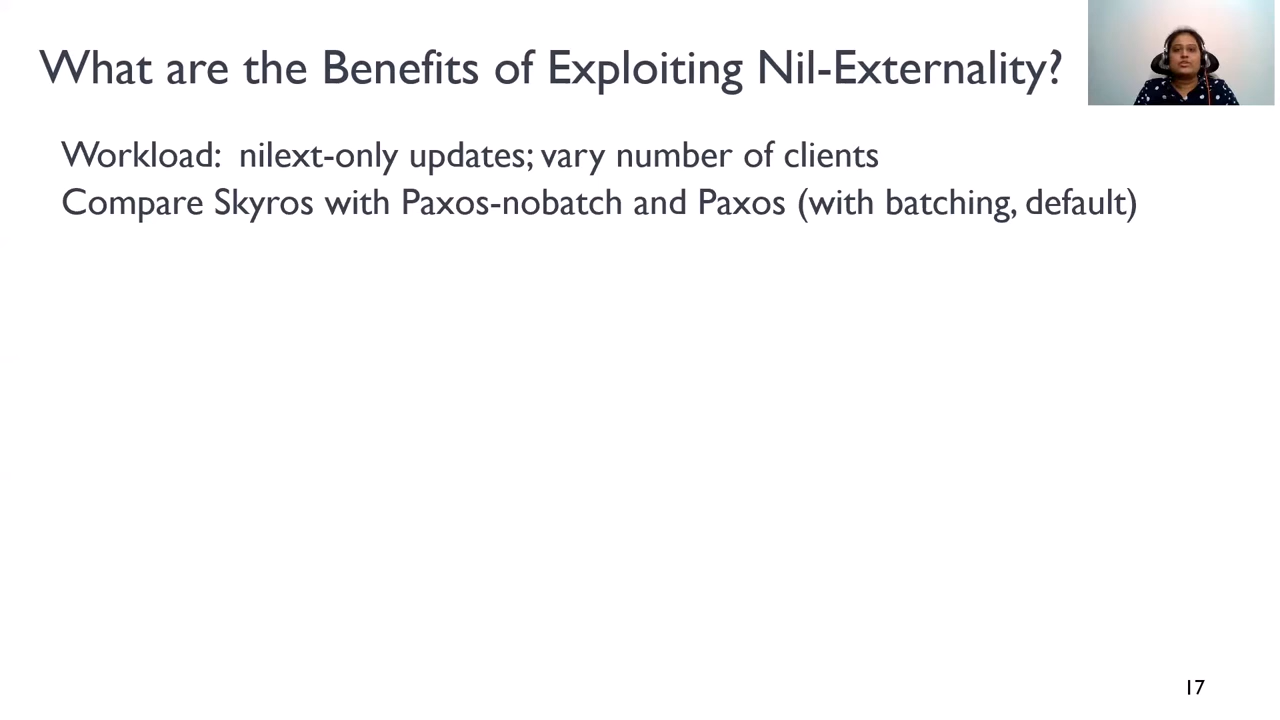 What are the Benefits of Exploiting Nil-Externality?
Workload: nilext-only updates; vary number of clients
Compare Skyros with Paxos-nobatch and Paxos (with batching, default)
17